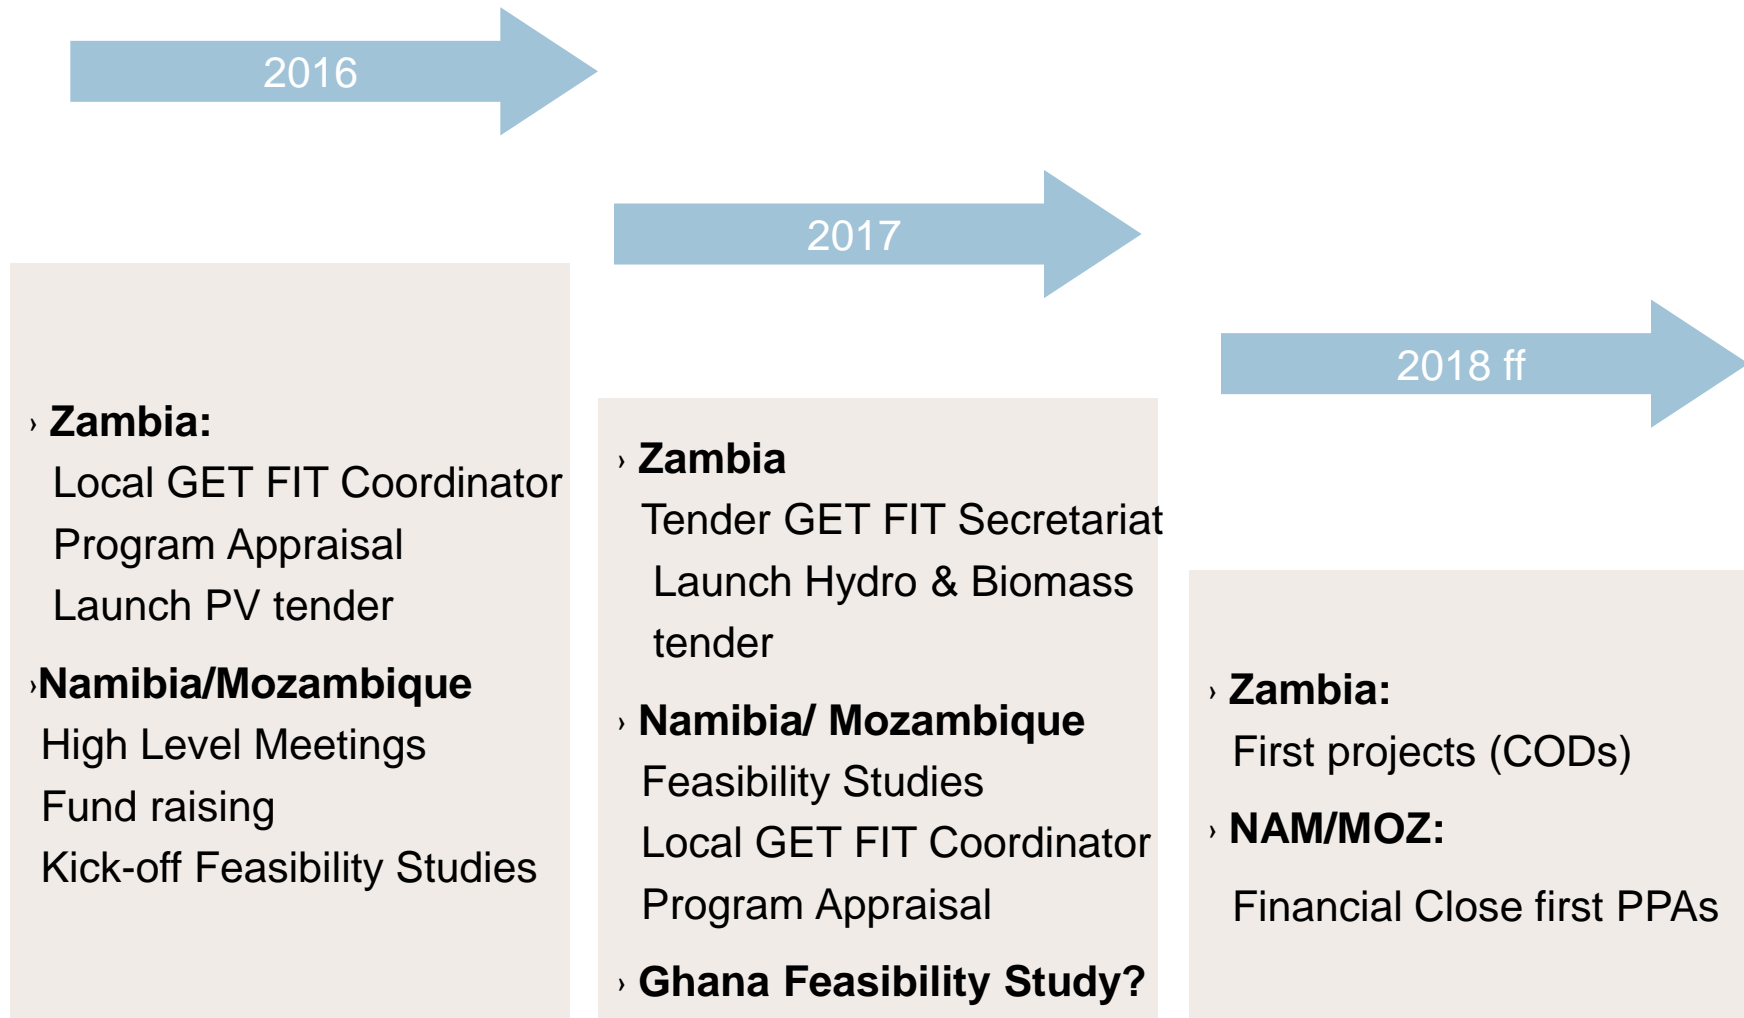 2016
› Zambia:
Local GET FIT Coordinator
Program Appraisal
Launch PV tender
›Namibia/Mozambique
High Level Meetings
Fund raising
Kick-off Feasibility Studies
2017
› Zambia
Tender GET FIT Secretariat
Launch Hydro & Biomass
tender
› Namibia/ Mozambique
Feasibility Studies
Local GET FIT Coordinator
Program Appraisal
› Ghana Feasibility Study?
2018 ff
› Zambia:
First projects (CODs)
› NAM/MOZ:
Financial Close first PPAs